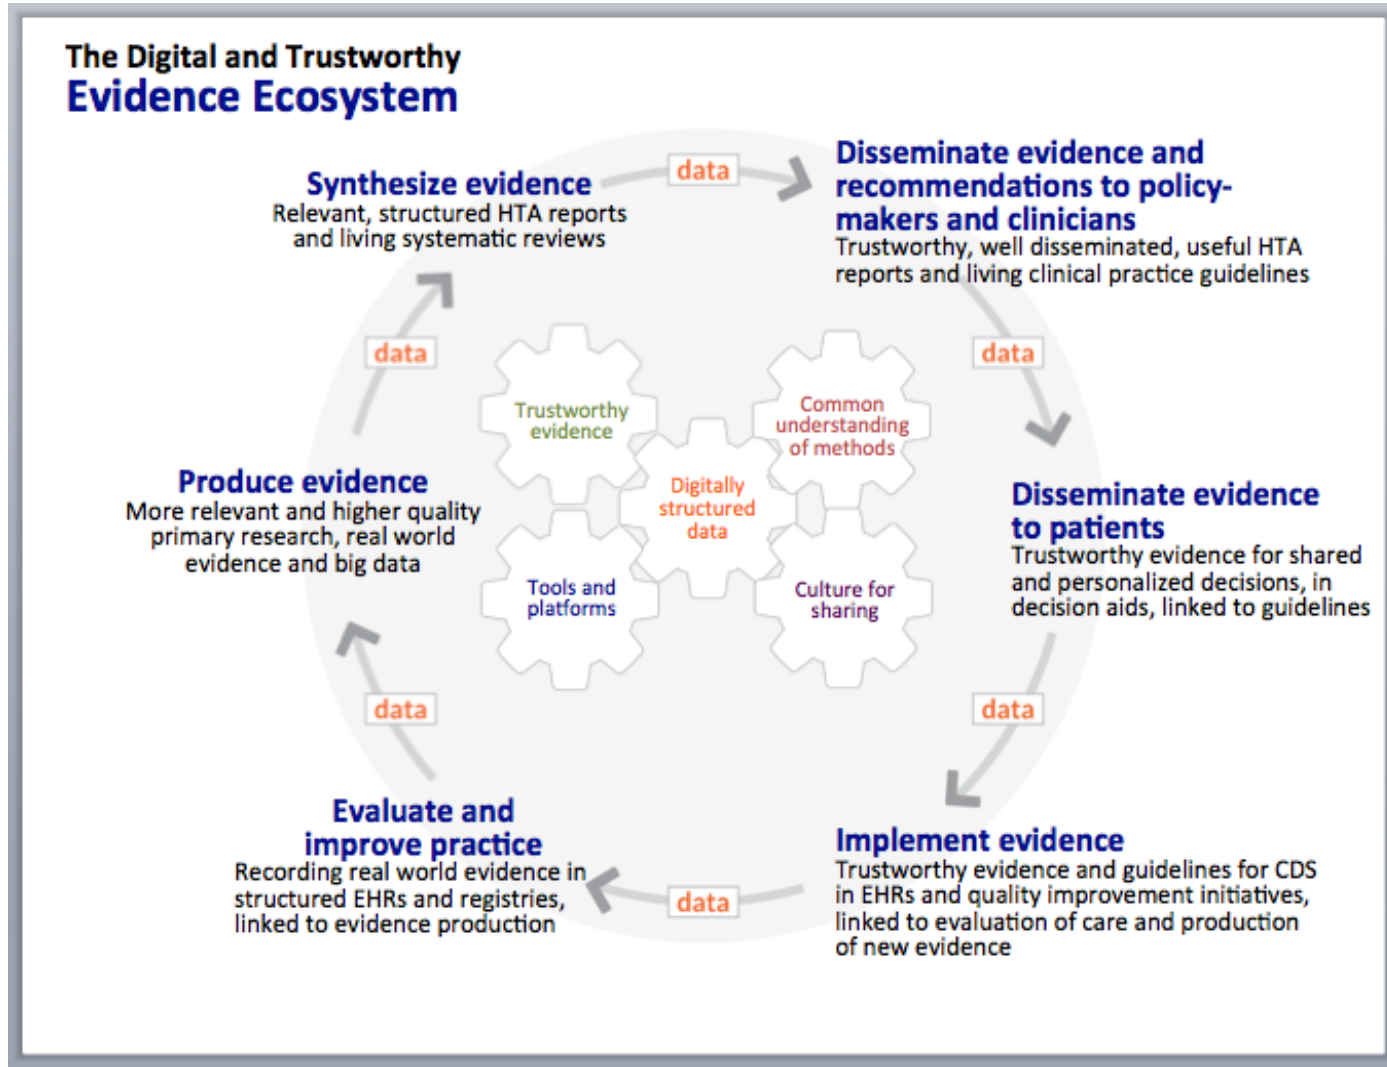 The Digital and Trustworthy
Evidence Ecosystem
Synthesize evidence
Relevant, structured HTA reports
and living systematic reviews
data
Disseminate evidence and
recommendations to policy-
makers and clinicians
Trustworthy, well disseminated, useful HTA
reports and living clinical practice guidelines
data
Disseminate evidence
to patients
Trustworthy evidence for shared
and personalized decisions, in
decision aids, linked to guidelines
data
Implement evidence
Trustworthy evidence and guidelines for CDS
in EHRs and quality improvement initiatives,
linked to evaluation of care and production
of new evidence
data
Evaluate and
improve practice
Recording real world evidence in
structured EHRs and registries,
linked to evidence production
data
Produce evidence
More relevant and higher quality
primary research, real world
evidence and big data
data
Trustworthy
evidence
Common
understanding
of methods
Digitally
structured
data
Tools and
platforms
Culture for
sharing